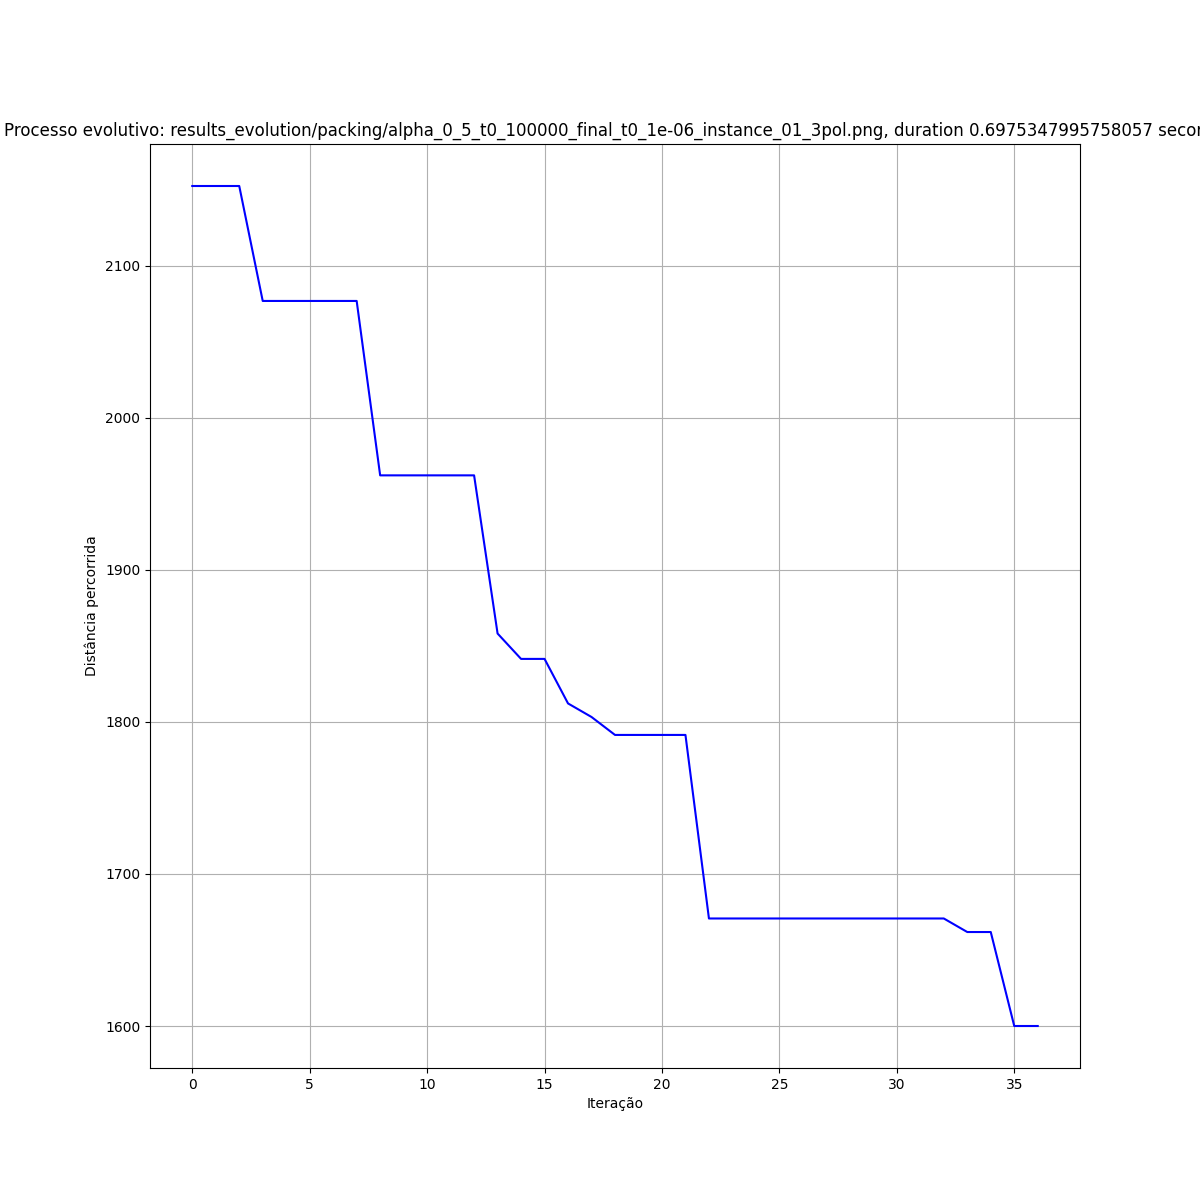 Processo evolutivo: results_evolution/packing/alpha_0_5_t0_100000_final_t0_1e-06_instance_01_3pol.png, duration 0.6975347995758057
2100
2000
1900
1800
1700
1600
Distância percorrida
0 5 10 15 20 25 30 35
Iteração